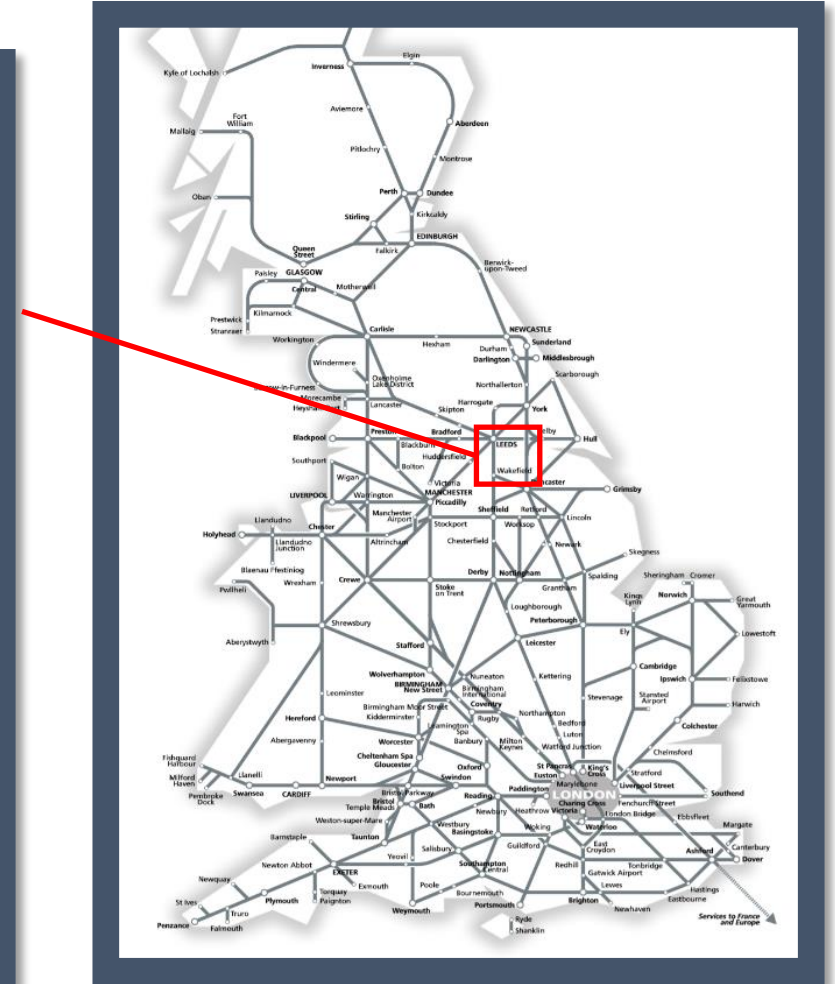 Elgin
Inverness
Kyle of Lochalsh
Aviemore
Fort
William
Aberdeen
Mallaig
Pitlochry
Montrose
Perth
Dundee
Oban
Stirling
Kirkcaldy
EDINBURGH
Queen
Street
Falkirk
Berwick-
upon-Tweed
Paisley
GLASGOW
Central
Motherwell
Kilmarnock
Prestwick
Stranraer
Carlisle
NEWCASTLE
Workington
Hexham
Sunderland
Durham
Darlington
Middlesbrough
Windermere
Scarborough
Oxenholme
Lake District
Northallerton
Lancaster
Harrogate
York
Skipton
Blackpool
Preston
Bradford
LEEDS
Hull
Blackburn
Huddersfield
Southport
Bolton
Wakefield
Wigan
Victoria
MANCHESTER
Piccadilly
Grimsby
LIVERPOOL
Warrington
Manchester
Airport
Sheffield
Retford
Lincoln
Llandudno
Chester
Stockport
Worksop
Holyhead
Llandudno
Junction
Altrincham
Chesterfield
Newark
Skegness
Blaenau Ffestiniog
Wrexham
Crewe
Derby
Nottingham
Spalding
Sheringham
Cromer
Pwllheli
Stoke
on Trent
Grantham
Kings
Lynn
Norwich
Great
Yarmouth
Loughborough
Shrewsbury
Peterborough
Ely
Lowestoft
Aberystwyth
Stafford
Leicester
Wolverhampton
Nuneaton
Kettering
Cambridge
Ipswich
Felixstowe
BIRMINGHAM
New Street
Birmingham
International
Leominster
Coventry
Stevenage
Stansted
Airport
Harwich
Birmingham Moor Street
Kidderminster
Rugby
Northampton
Hereford
Leamington
Spa
Bedford
Colchester
Abergavenny
Worcester
Banbury
Milton
Keynes
Luton
Watford Junction
Chelmsford
Fishguard
Harbour
Cheltenham Spa
Gloucester
Oxford
St Pancras
Euston
King's
Cross
Stratford
Milford
Haven
Llanelli
Newport
Swindon
Marylebone
Liverpool Street
Pembroke
Dock
Swansea
CARDIFF
Bristol Parkway
Bristol
Temple Meads
Bath
Reading
Paddington
LONDON
Southend
Charing Cross
Fenchurch Street
Newbury
Heathrow
Victoria
London Bridge
Ebbsfleet
Weston-super-Mare
Westbury
Basingstoke
Woking
Waterloo
Margate
Barnstaple
Taunton
Salisbury
Guildford
East
Croydon
Ashford
Canterbury
Dover
Newton Abbot
Yeovil
Southampton
Central
Redhill
Tonbridge
Gatwick Airport
EXETER
Newquay
Exmouth
Poole
Bournemouth
Lewes
Hastings
Eastbourne
St Ives
Plymouth
Torquay
Paignton
Weymouth
Portsmouth
Brighton
Newhaven
Truro
Penzance
Falmouth
Ryde
Shanklin
Services to France
and Europe